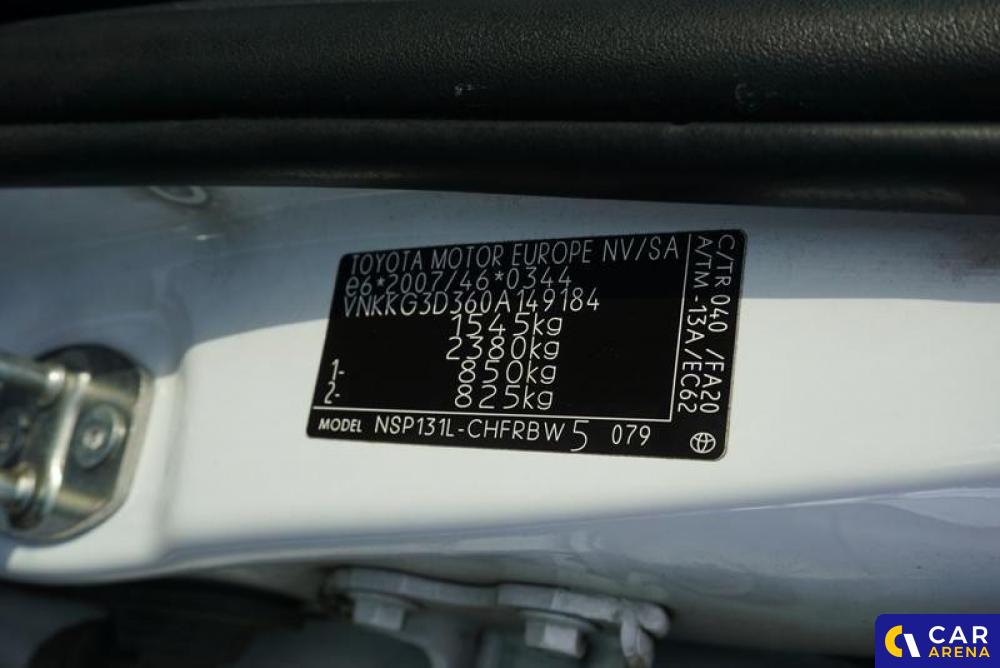 TOYOTA MOTOR EUROPE NV/SA
e6*2007/46*0344
VNKKG3D360A149184
1545kg
2380kg
1- 850kg
2- 825kg
MODEL NSP131L-CHFRBW 5 079
C/TR 040 /FA20
A/TM -13A/EC62
CAR
ARENA